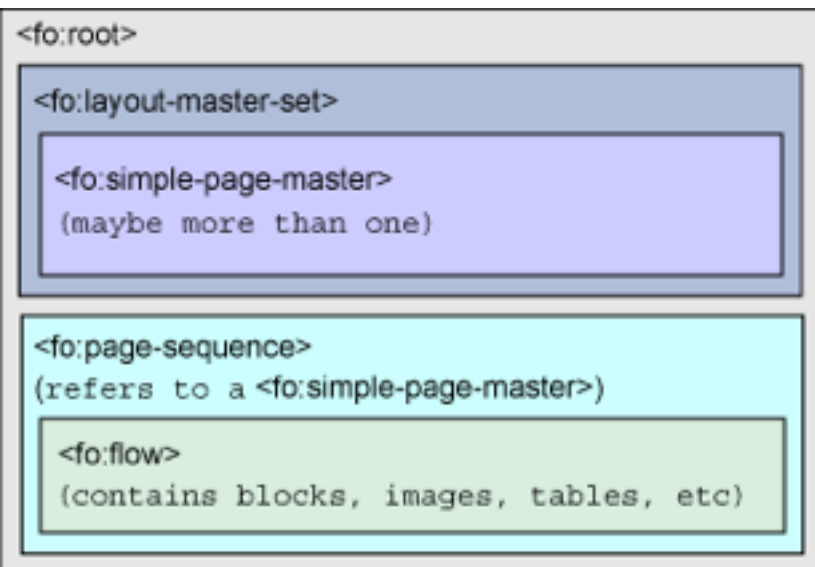 <fo:root>
<fo:layout-master-set>
<fo:simple-page-master>
(maybe more than one)
<fo:page-sequence>
(refers to a <fo:simple-page-master>)
<fo:flow>
(contains blocks, images, tables, etc)